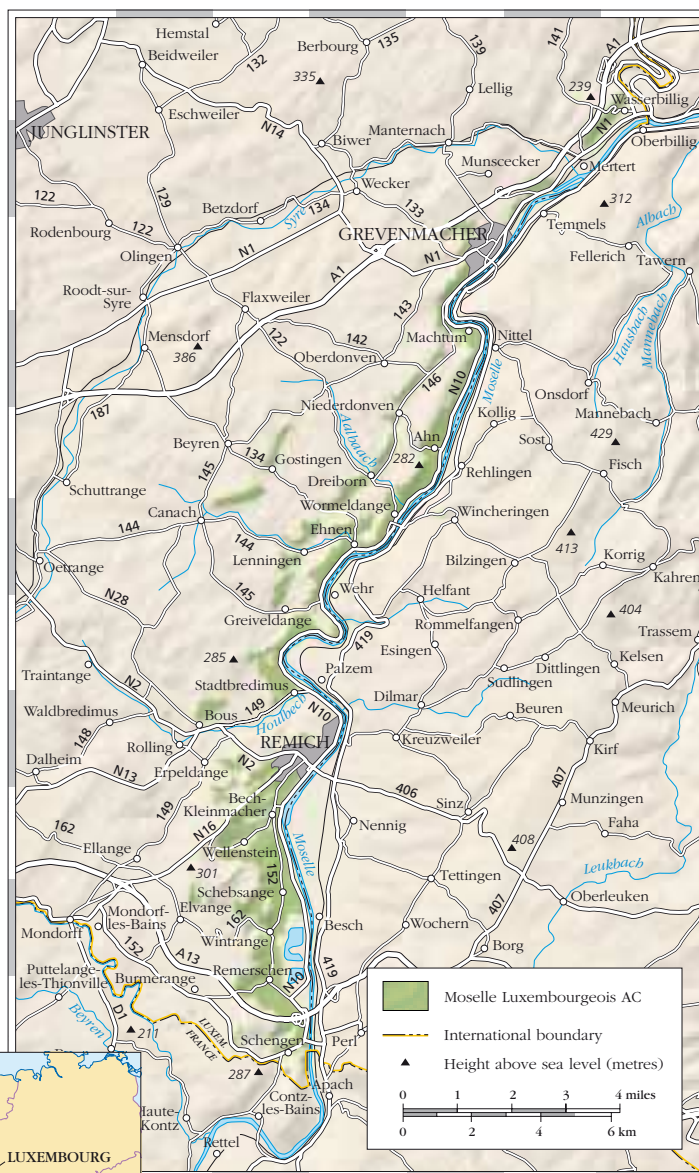 Hemstal
Beidweiler
Berbourg
135
132
139
141
A1
335
Lellig
239
Wasserbillig
Eschweiler
N14
N1
JUNGLINSTER
Biwer
Manternach
Oberbillig
Munscecker
Mertert
122
129
Wecker
312
Betzdorf
Syre
134
133
Albach
Rodenbourg
122
GREVENMACHER
Temmels
Olingen
N1
N1
Fellerich
Tawern
A1
Roodt-sur-
Syre
Flaxweiler
143
Hausbach
Mannebach
Mensdorf
122
142
Machtum
Nittel
386
Oberdonven
146
N10
Moselle
Onsdorf
187
Niederdonven
Kollig
Mannebach
Aalbaach
Ahn
Sost
429
Beyren
134
Gostingen
282
Rehlingen
Fisch
145
Dreiborn
Schuttrange
Canach
Wormeldange
Wincheringen
144
144
Ehnen
413
Lenningen
Bilzingen
Korrig
Oetrange
Kahren
N28
145
Wehr
Helfant
404
Greiveldange
419
Rommelfangen
Trassem
Esingen
285
Dittlingen
Kelsen
Traintange
Palzem
Südlingen
N2
Stadtbredimus
Dilmar
Meurich
Waldbredimus
149
Houlbech
N10
Beuren
Bous
148
Rolling
REMICH
Kreuzweiler
Kirf
Dalheim
N13
Erpeldange
N2
407
406
Bech-
Kleinmacher
Sinz
Munzingen
149
162
N16
Nennig
Faha
Ellange
Wellenstein
Moselle
408
301
152
Tettingen
Leukbach
Schebsange
Oberleuken
Elvange
407
Mondorf-
les-Bains
162
Besch
Wochern
Mondorff
Wintrange
152
A13
Borg
Puttelange-
les-Thionville
Remerschen
419
Burmerange
N10
Moselle Luxembourgeois AC
Beyren
D1
LUXEM
FRANCE
International boundary
211
Schengen
Perl
Height above sea level (metres)
287
Apach
0 1 2 3 4 miles
Haute-
Kontz
Contz-
les-Bains
0 2 4 6 km
Rettel
LUXEMBOURG